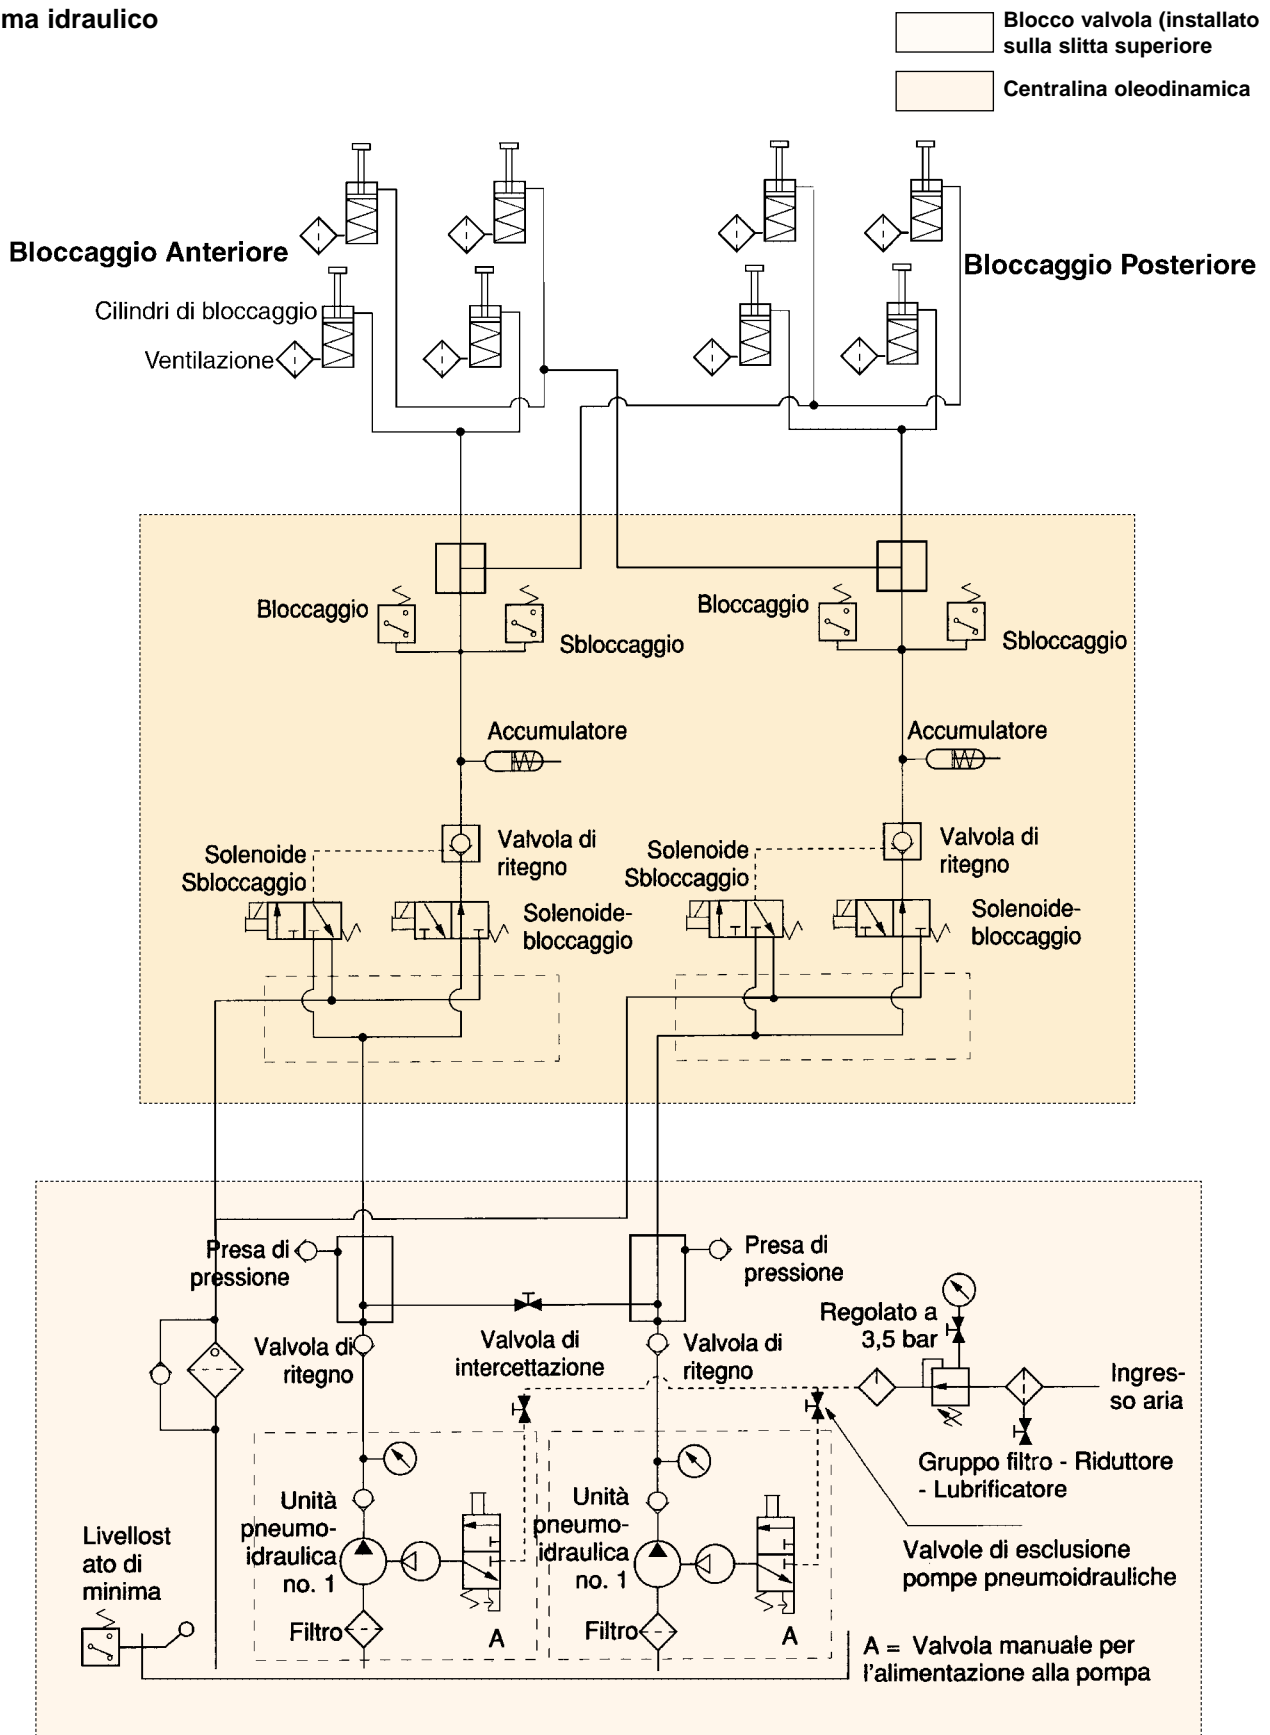 ma idraulico
Blocco valvola (installato
sulla slitta superiore
Centralina oleodinamica
Bloccaggio Anteriore
Bloccaggio Posteriore
Cilindri di bloccaggio
Ventilazione
Bloccaggio
Sbloccaggio
Bloccaggio
Sbloccaggio
Accumulatore
Accumulatore
Valvola di
ritegno
Solenoide
Sbloccaggio
Solenoide-
bloccaggio
Valvola di
ritegno
Solenoide
Sbloccaggio
Solenoide-
bloccaggio
Presa di
pressione
Presa di
pressione
Valvola di
ritegno
Valvola di
intercettazione
Valvola di
ritegno
Regolato a
3,5 bar
Ingres-
so aria
Gruppo filtro - Riduttore
- Lubrificatore
Unità
pneumo-
idraulica
no. 1
Unità
pneumo-
idraulica
no. 1
Valvole di esclusione
pompe pneumoidrauliche
Livellost
ato di
minima
Filtro
A
Filtro
A
A = Valvola manuale per
l'alimentazione alla pompa